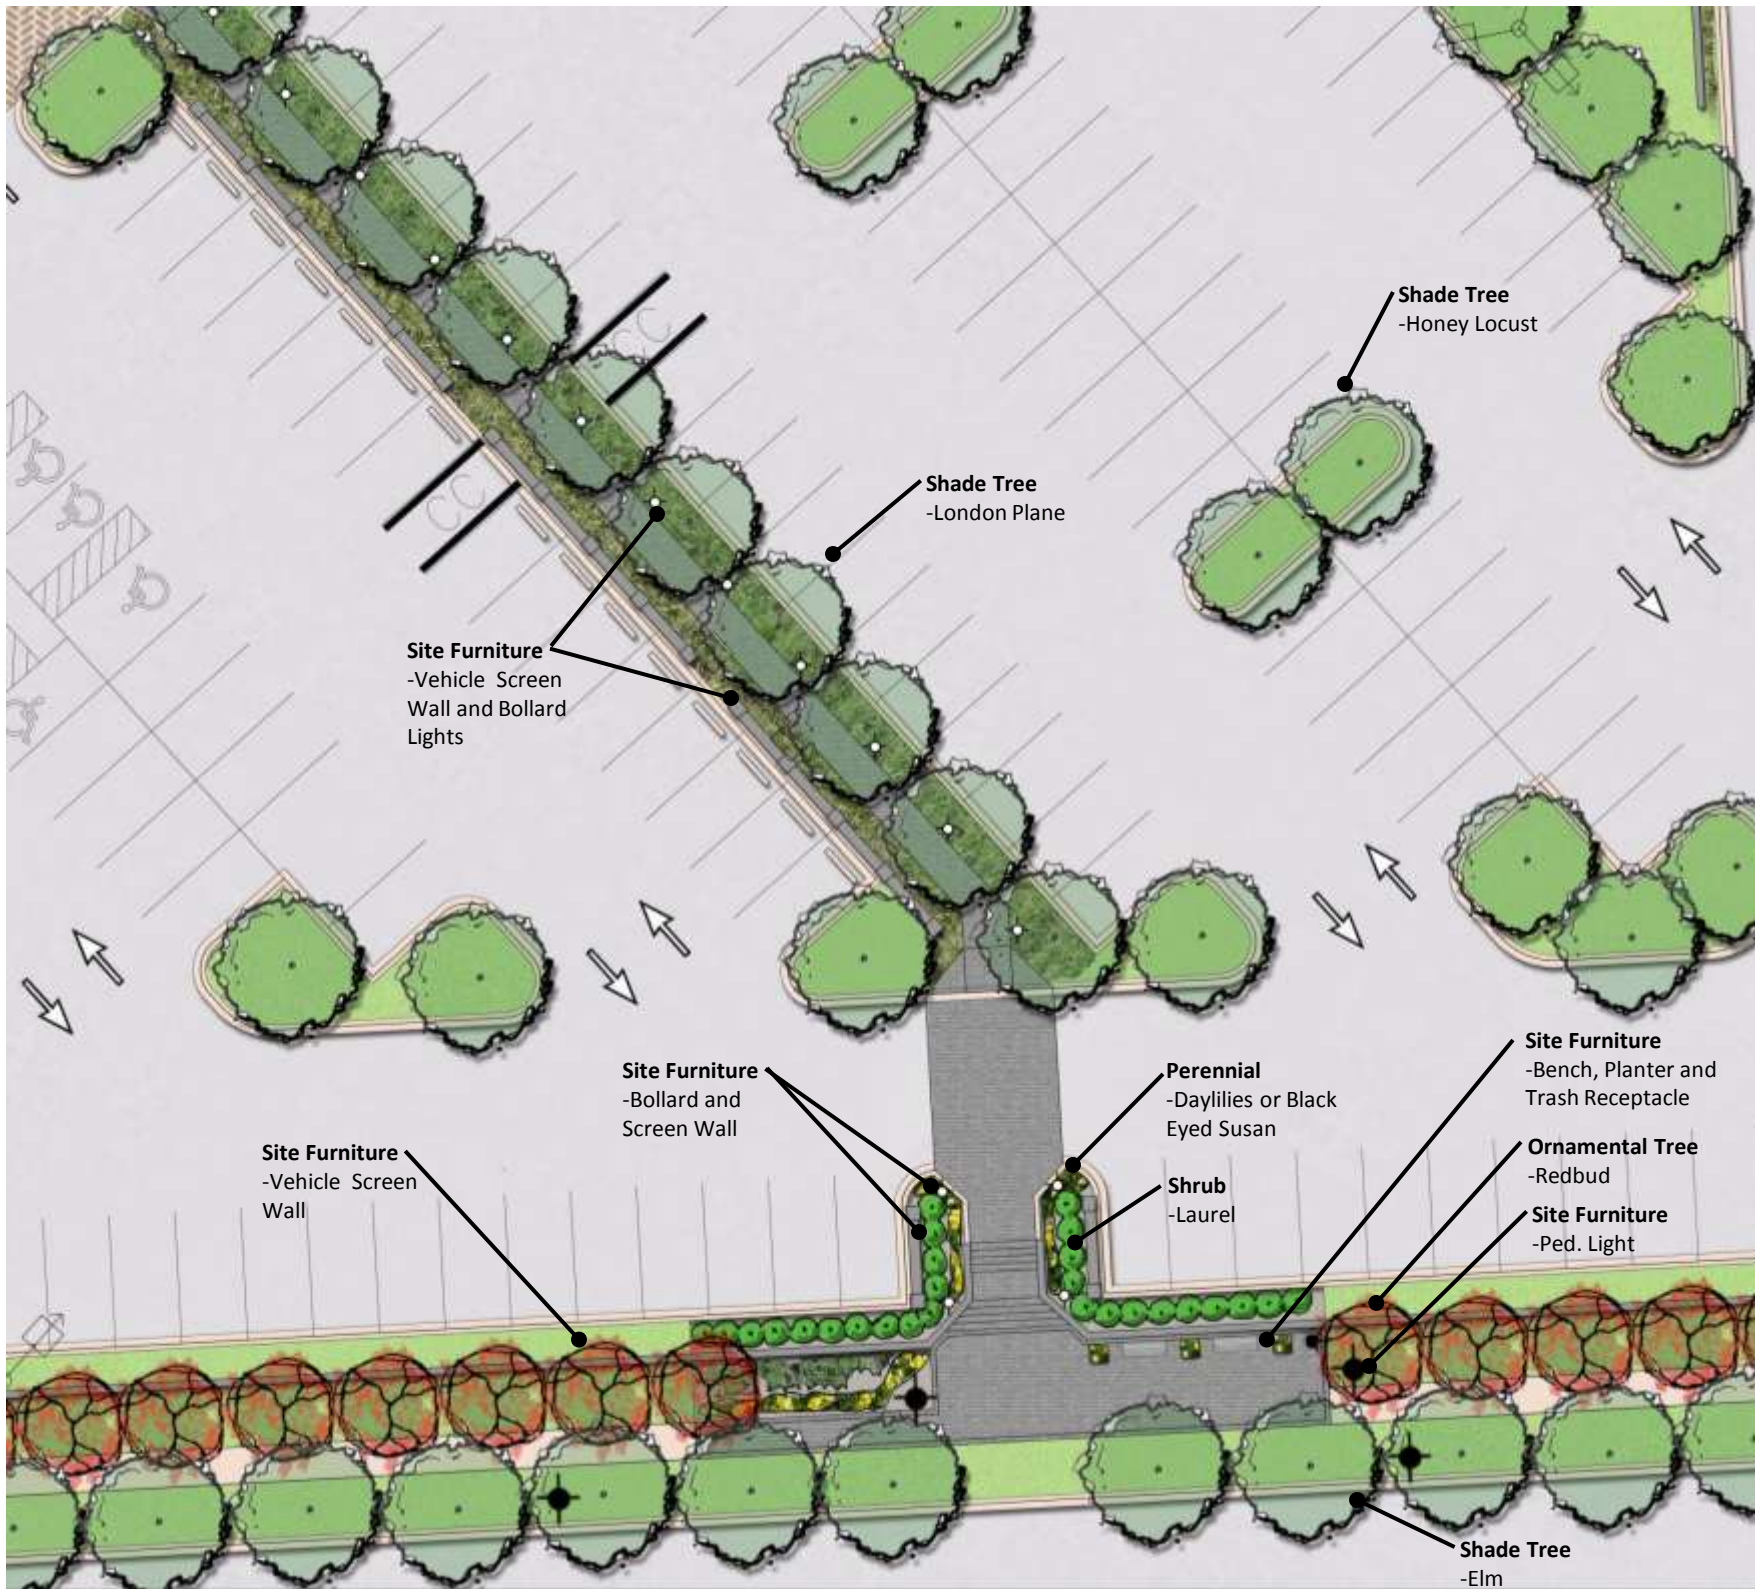 Shade Tree
-Honey Locust
Shade Tree
-London Plane
CC
CC
Site Furniture
-Vehicle Screen
Wall and Bollard
Lights
Site Furniture
-Bench, Planter and
Trash Receptacle
Site Furniture
-Bollard and
Screen Wall
Perennial
-Daylilies or Black
Eyed Susan
Site Furniture
-Vehicle Screen
Wall
Ornamental Tree
-Redbud
Shrub
-Laurel
Site Furniture
-Ped. Light
Shade Tree
-Elm